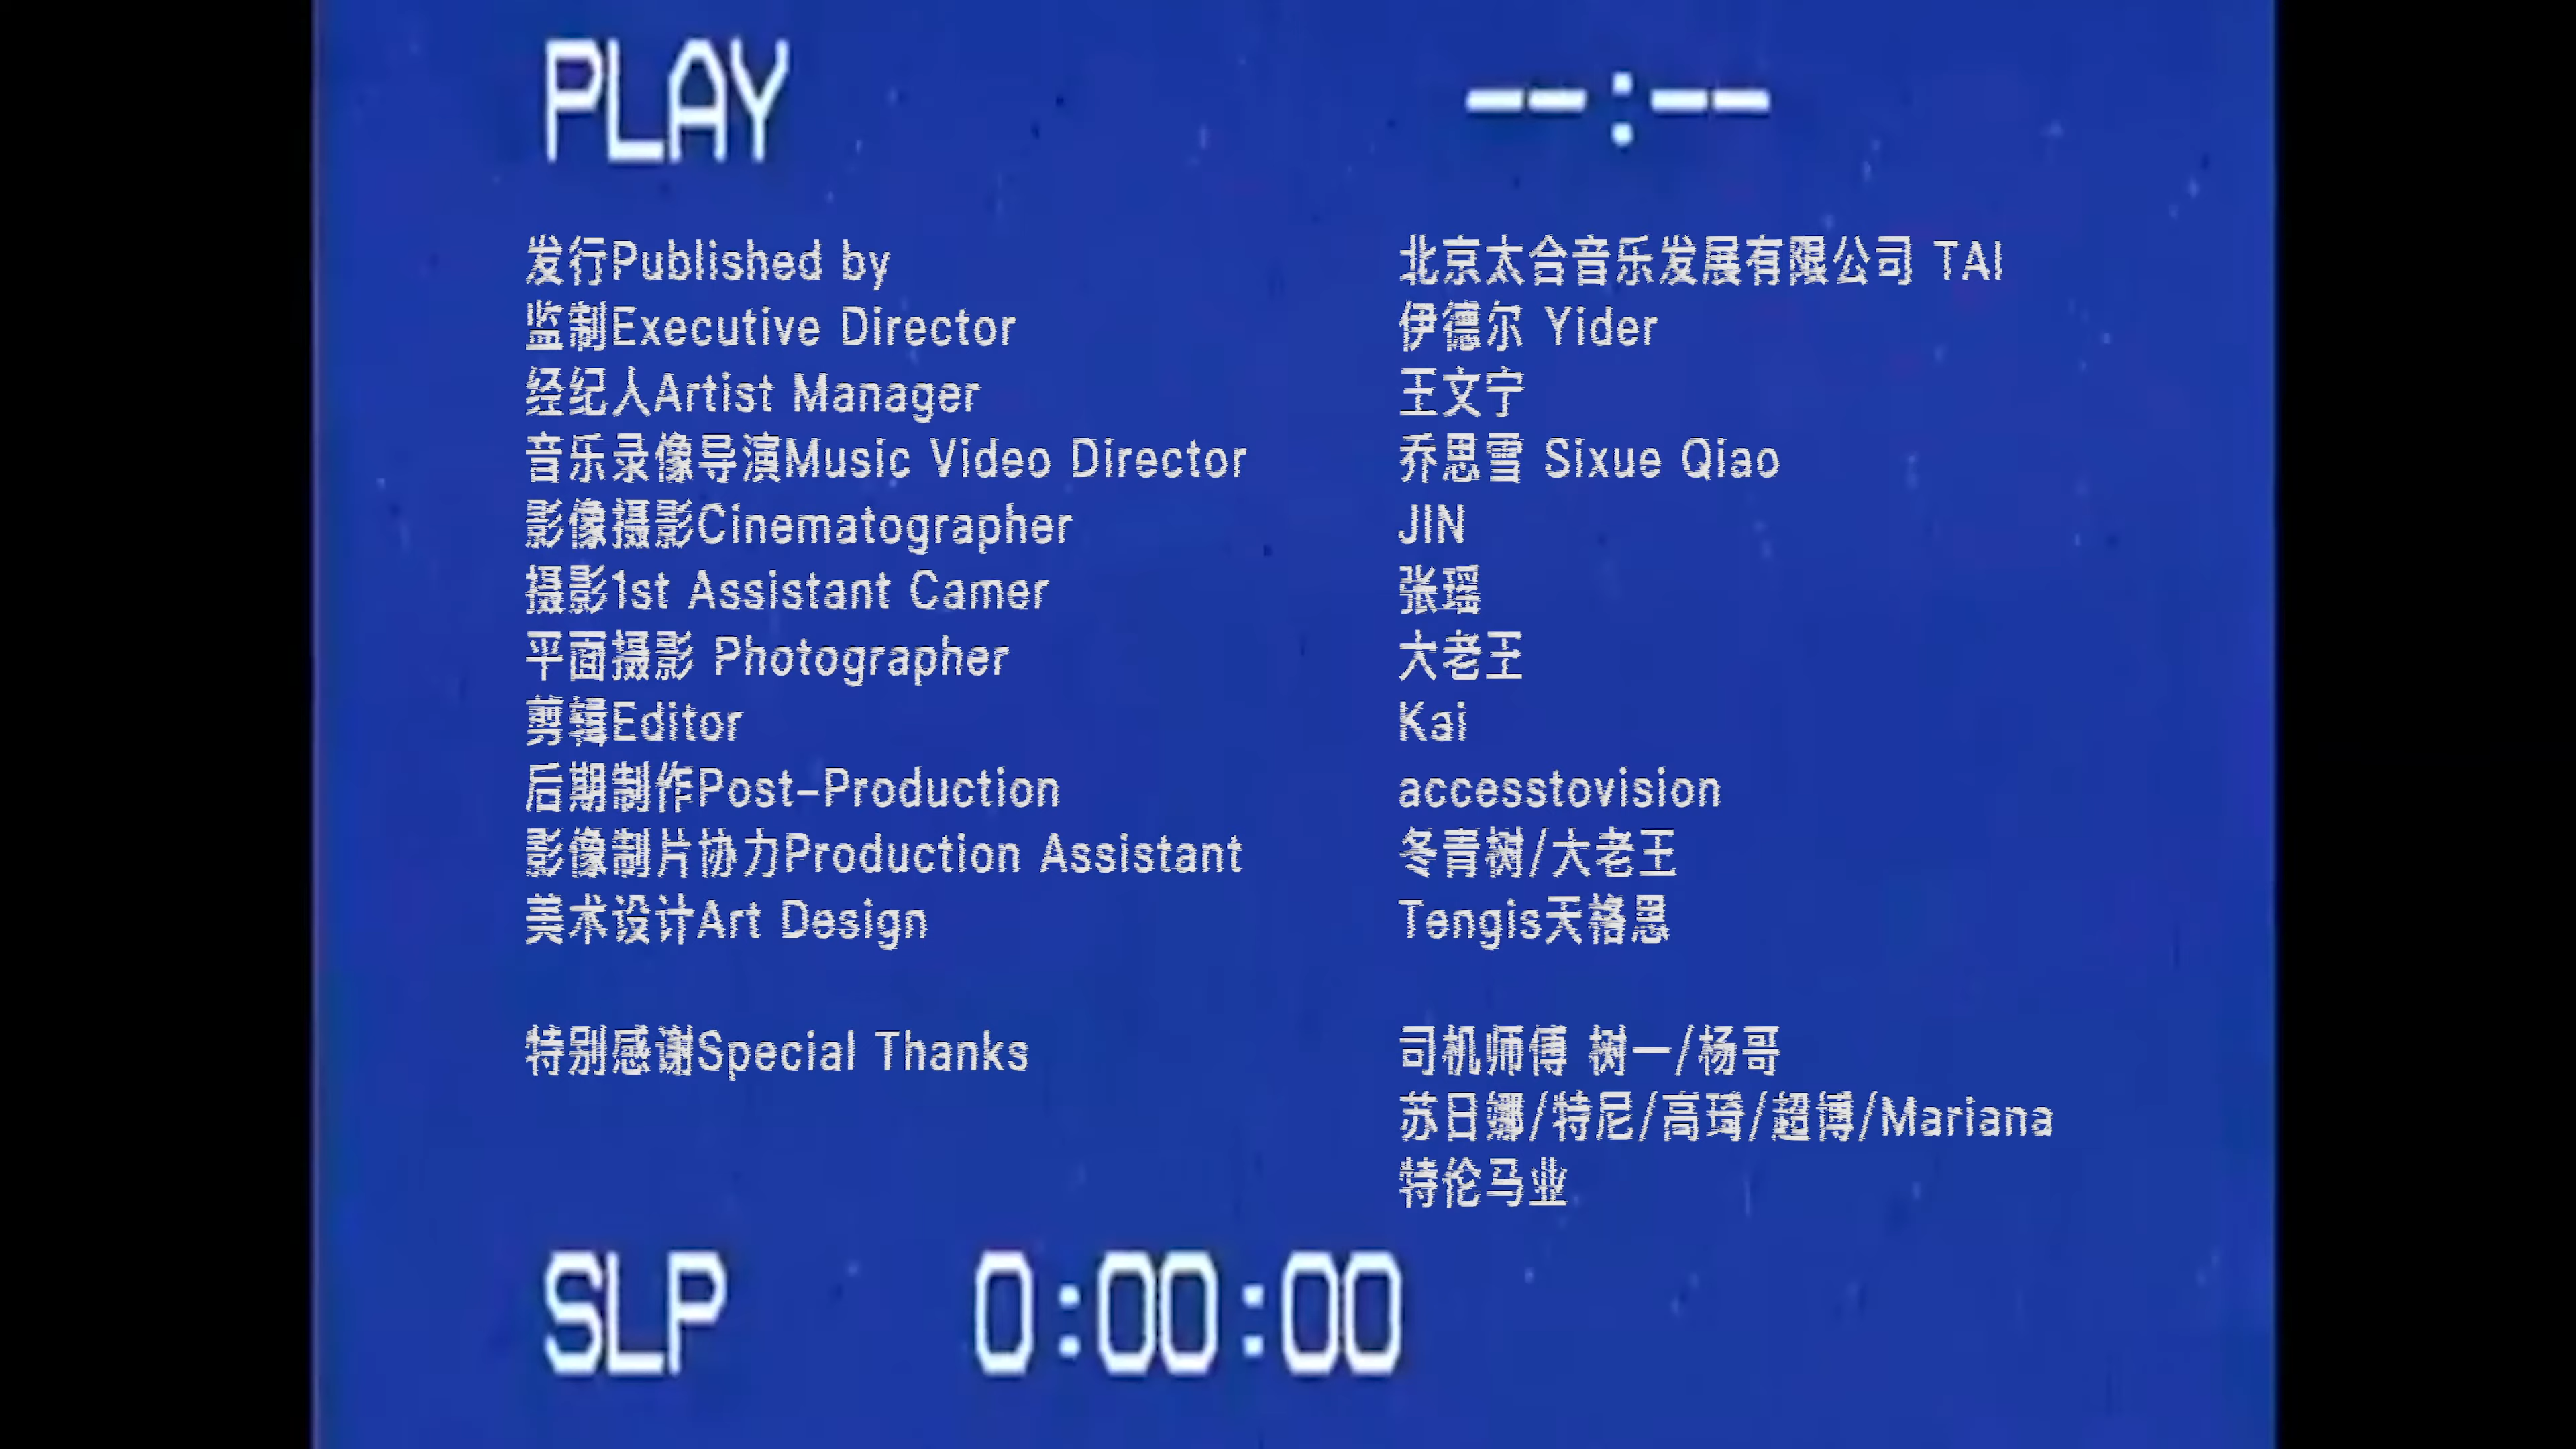 PLAY --:--
发行Published by 北京太合音乐发展有限公司 TAI
监制Executive Director 伊德尔 Yider
经纪人Artist Manager 王文宁
音乐录像导演Music Video Director 乔思雪 Sixue Qiao
影像摄影Cinematographer JIN
摄影1st Assistant Camer 张瑶
平面摄影 Photographer 大老王
剪辑Editor Kai
后期制作Post-Production accesstovision
影像制片协力Production Assistant 冬青树/大老王
美术设计Art Design Tengis天格思
特别感谢Special Thanks 司机师傅 树一/杨哥
苏日娜/特尼/高琦/超博/Mariana
特伦马业
SLP 0:00:00